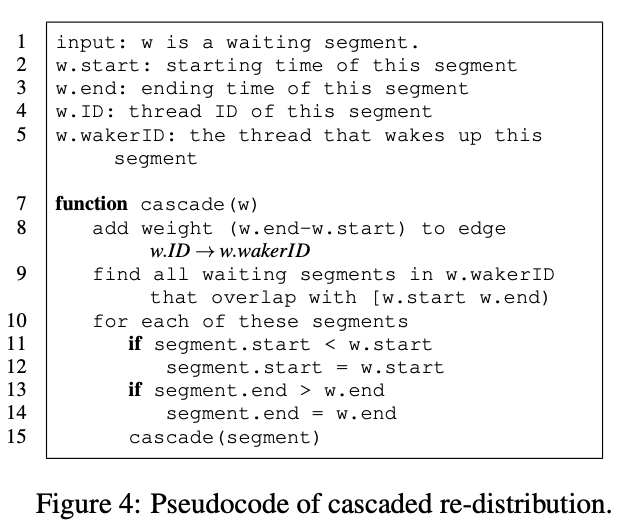 1 input: w is a waiting segment.
2 w.start: starting time of this segment
3 w.end: ending time of this segment
4 w.ID: thread ID of this segment
5 w.wakerID: the thread that wakes up this
segment
7 function cascade(w)
8 add weight (w.end-w.start) to edge
w.ID → w.wakerID
9 find all waiting segments in w.wakerID
that overlap with [w.start w.end)
10 for each of these segments
11 if segment.start < w.start
12 segment.start = w.start
13 if segment.end > w.end
14 segment.end = w.end
15 cascade(segment)
Figure 4: Pseudocode of cascaded re-distribution.